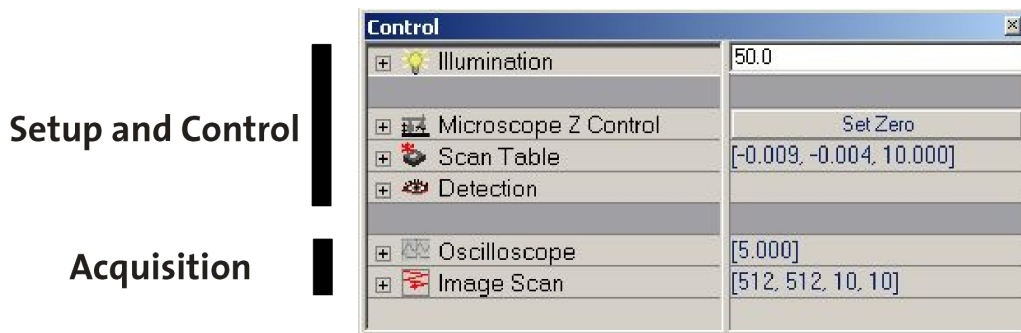 Control
Illumination 50.0
Setup and Control
Microscope Z Control Set Zero
Scan Table [-0.009, -0.004, 10.000]
Detection
Acquisition
Oscilloscope [5.000]
Image Scan [512, 512, 10, 10]